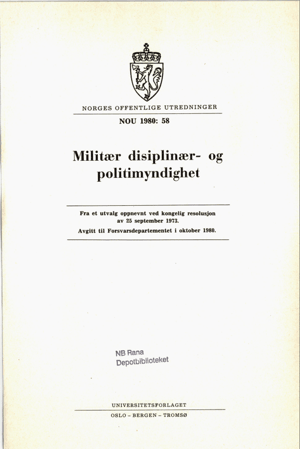 NORGES OFFENTLIGE UTREDNINGER
NOU 1980: 58
Militær disiplinær- og
politimyndighet
Fra et utvalg oppnevnt ved kongelig resolusjon
av 25 september 1973.
Avgitt til Forsvarsdepartementet i oktober 1980.
NB Rana
Depotbiblioteket
UNIVERSITETSFORLAGET
OSLO – BERGEN – TROMSØ